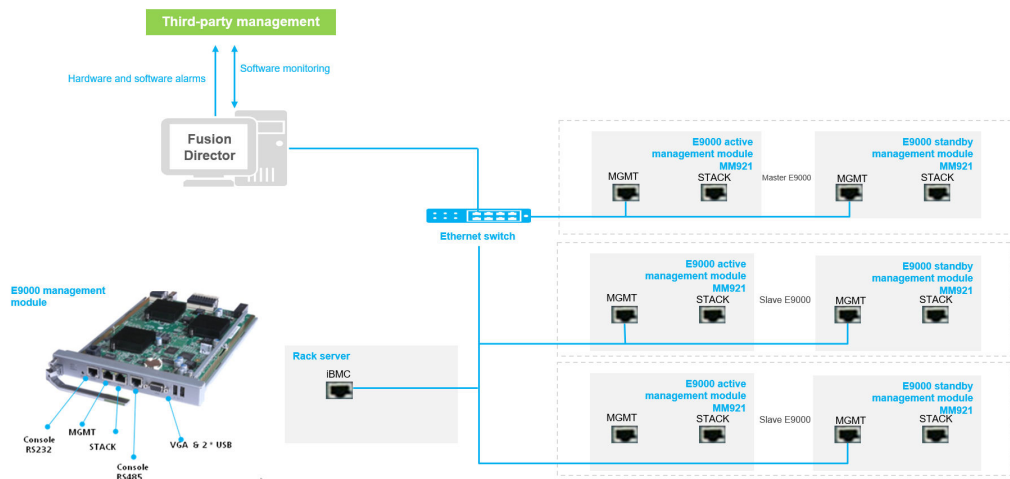 Third-party management
Hardware and software alarms
Software monitoring
Fusion
Director
Ethernet switch
E9000 active
management module
MM921
MGMT
STACK
Master E9000
E9000 standby
management module
MM921
MGMT
STACK
E9000 active
management module
MM921
MGMT
STACK
Slave E9000
E9000 standby
management module
MM921
MGMT
STACK
E9000 active
management module
MM921
MGMT
STACK
Slave E9000
E9000 standby
management module
MM921
MGMT
STACK
Rack server
iBMC
E9000 management
module
Console
RS232
MGMT
STACK
Console
RS485
VGA & 2 * USB